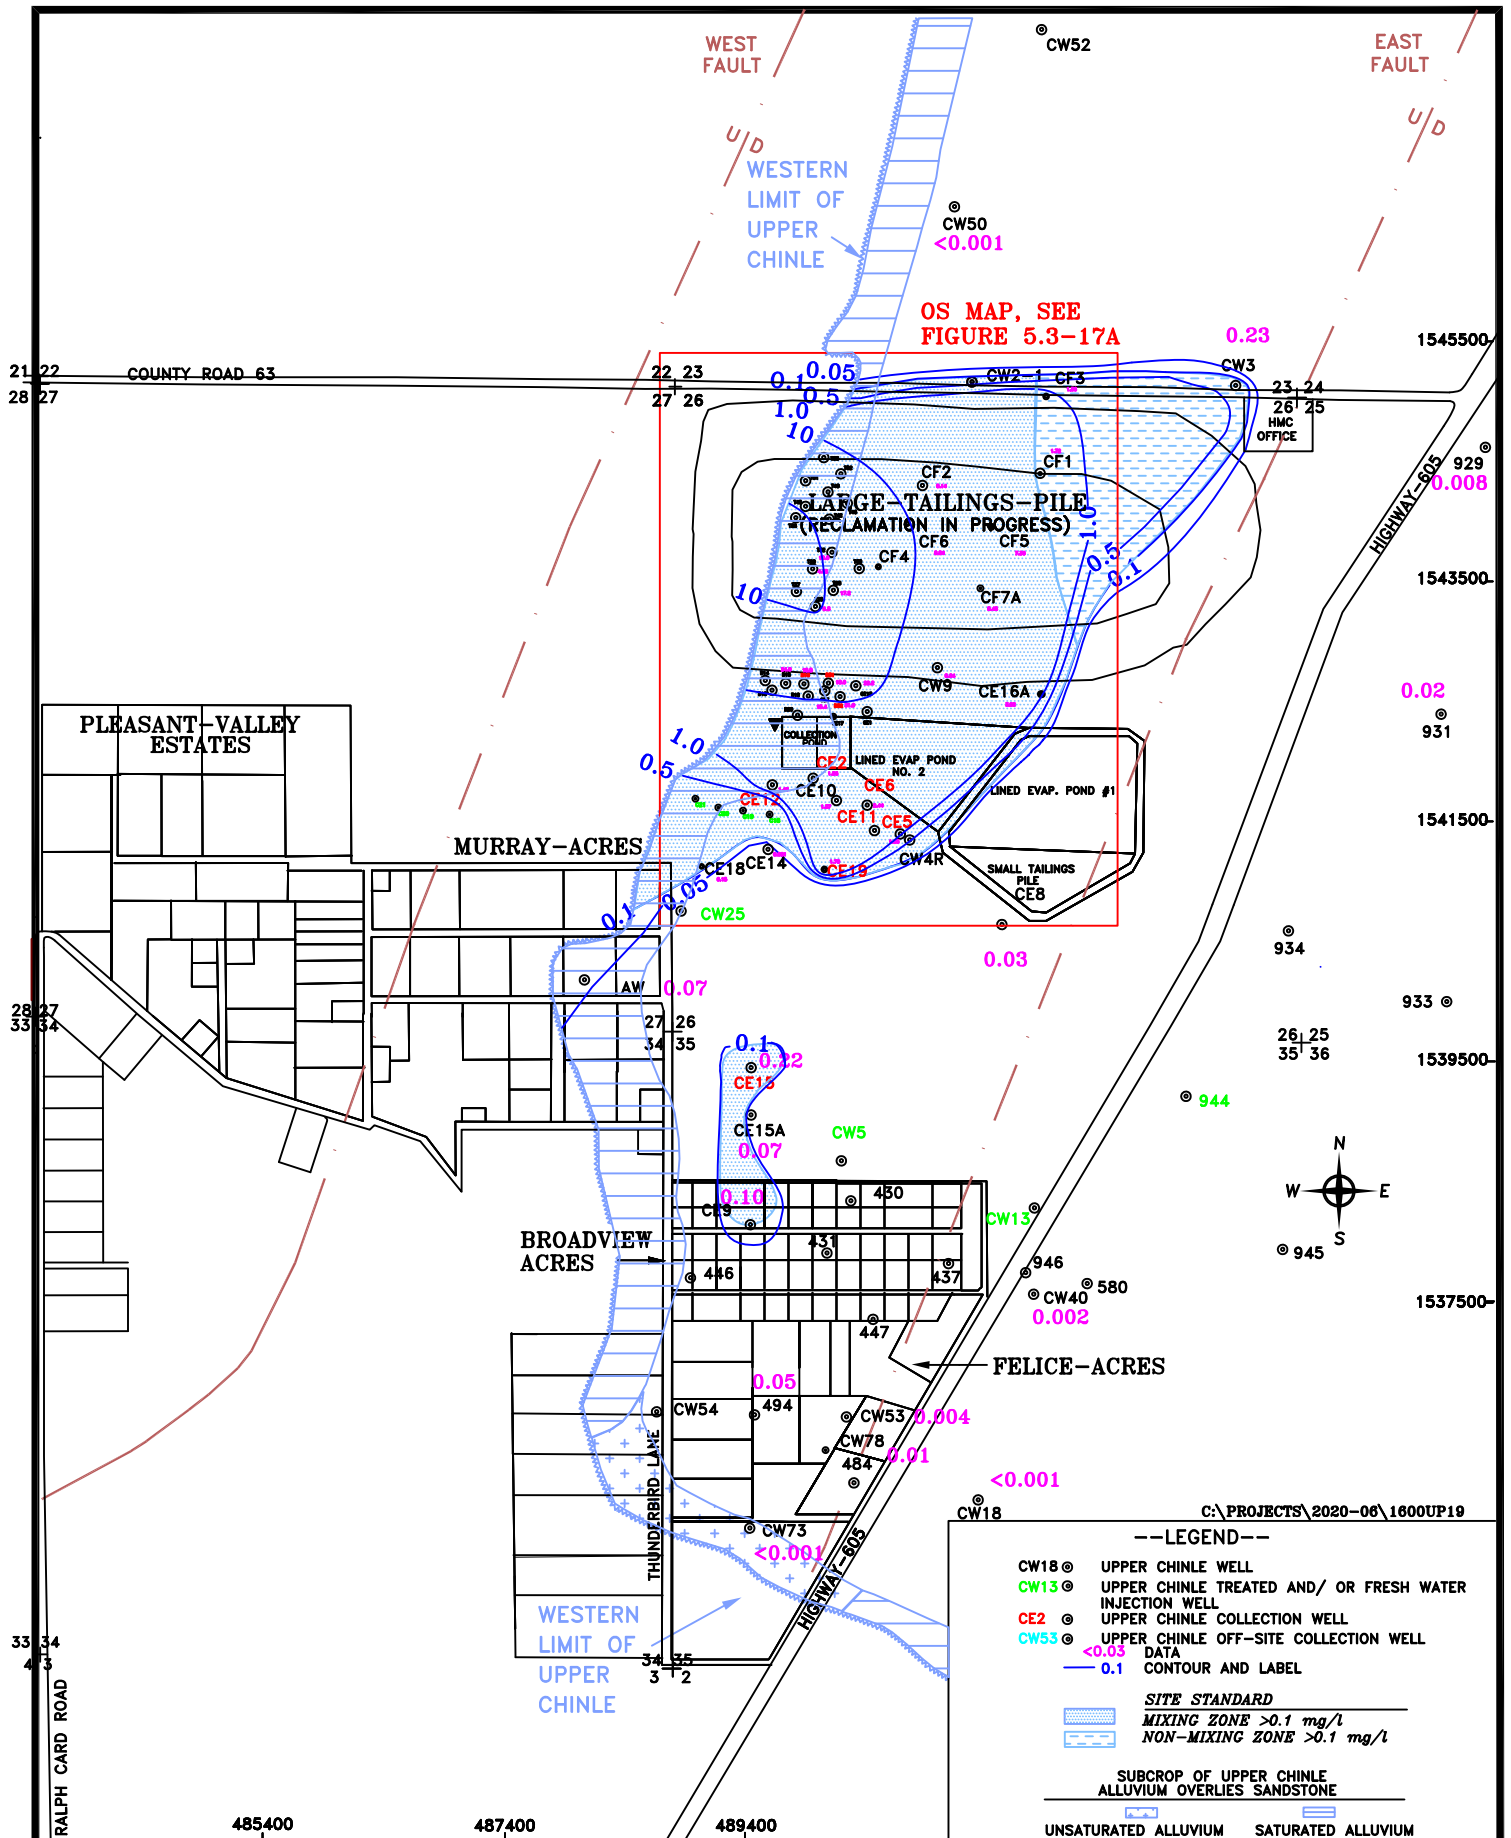 WEST
FAULT
EAST
FAULT
CW52
U/D
U/D
WESTERN
LIMIT OF
UPPER
CHINLE
CW50
<0.001
OS MAP, SEE
FIGURE 5.3-17A
0.23
1545500
21 22
28 27
COUNTY ROAD 63
22 23
27 26
0.05
0.1
0.5
1.0
10
CW2-1
CF3
CW3
23 24
26 25
HMC
OFFICE
929
0.008
CF2
CF1
LARGE-TAILINGS-PILE
(RECLAMATION IN PROGRESS)
1.0
0.5
0.1
HIGHWAY-605
CF6
CF5
CF4
CF7A
10
1543500
CW9
CE16A
0.02
931
PLEASANT-VALLEY
ESTATES
COLLECTION
POND
LINED EVAP POND
NO. 2
LINED EVAP. POND #1
1.0
0.5
CE2
CE10
CE6
CE12
CE11
CE5
CW4R
1541500
MURRAY-ACRES
CE14
CE18
CE19
SMALL TAILINGS
PILE
CE8
0.1
0.05
CW25
0.03
934
933
AW
0.07
28 27
33 34
27 26
34 35
26 25
35 36
0.1
0.22
CE15
1539500
944
CE15A
0.07
CW5
N
W
E
S
0.10
CE9
430
CW13
BROADVIEW
ACRES
431
446
437
946
945
580
CW40
0.002
1537500
447
FELICE-ACRES
0.05
494
CW54
CW53
0.004
CW78
0.01
484
THUNDERBIRD LANE
<0.001
CW18
CW73
<0.001
HIGHWAY-605
WESTERN
LIMIT OF
UPPER
CHINLE
33 34
4 3
34 35
3 2
RALPH CARD ROAD
485400
487400
489400
C:\PROJECTS\2020-06\1600UP19
--LEGEND--
CW18 UPPER CHINLE WELL
CW13 UPPER CHINLE TREATED AND/ OR FRESH WATER
INJECTION WELL
CE2 UPPER CHINLE COLLECTION WELL
CW53 UPPER CHINLE OFF-SITE COLLECTION WELL
<0.03 DATA
0.1 CONTOUR AND LABEL
SITE STANDARD
MIXING ZONE >0.1 mg/l
NON-MIXING ZONE >0.1 mg/l
SUBCROP OF UPPER CHINLE
ALLUVIUM OVERLIES SANDSTONE
UNSATURATED ALLUVIUM
SATURATED ALLUVIUM